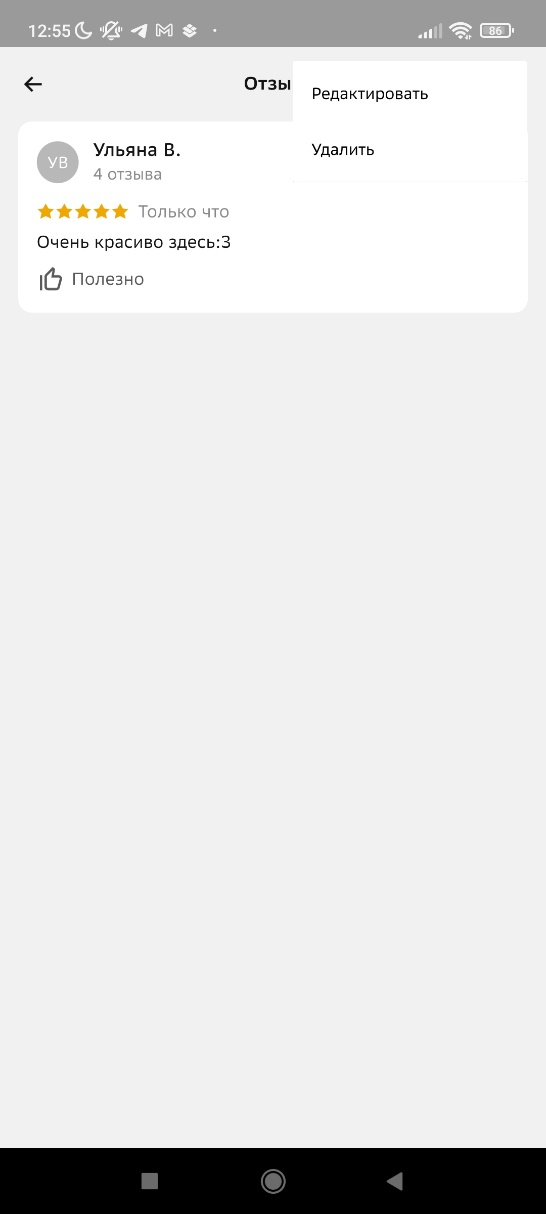 12:55
86
Отзы
Редактировать
Удалить
УВ
Ульяна В.
4 отзыва
Только что
Очень красиво здесь:3
Полезно